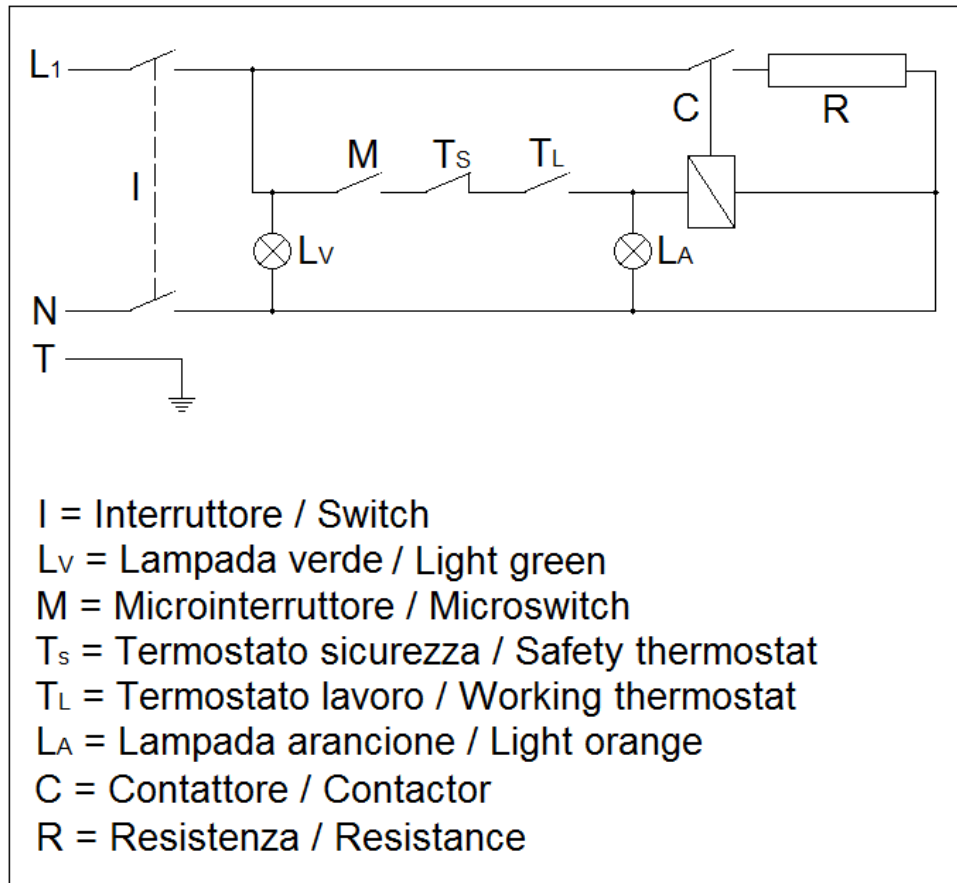 L1
C
R
M
TS
TL
I
LV
LA
N
T
I = Interruttore / Switch
LV = Lampada verde / Light green
M = Microinterruttore / Microswitch
Ts = Termostato sicurezza / Safety thermostat
TL = Termostato lavoro / Working thermostat
LA = Lampada arancione / Light orange
C = Contattore / Contactor
R = Resistenza / Resistance